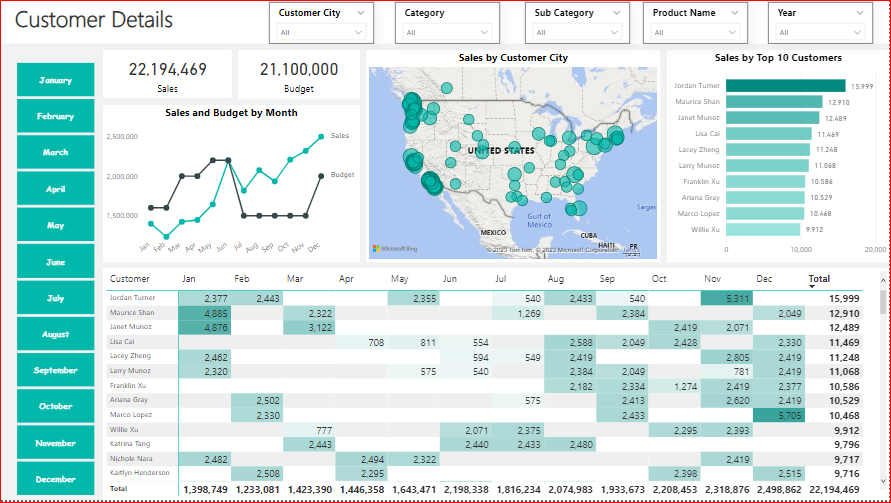 Customer Details
Customer City
All
Category
All
Sub Category
All
Product Name
All
Year
All
January
February
March
April
May
June
July
August
September
October
November
December
22,194,469
Sales
21,100,000
Budget
Sales and Budget by Month
2,500,000
2,000,000
1,500,000
Sales
Budget
Jan Feb Mar Apr May Jun Jul Aug Sep Oct Nov Dec
Sales by Customer City
UNITED STATES
Gulf of
Mexico
MEXICO
CUBA
HAITI
PR
Sargas
Microsoft Bing
© 2023 TomTom, © 2023 Microsoft Corporation Terms
Sales by Top 10 Customers
Jordan Turner 15,999
Maurice Shan 12,910
Janet Munoz 12,489
Lisa Cai 11,469
Lacey Zheng 11,248
Larry Munoz 11,068
Franklin Xu 10,586
Ariana Gray 10,529
Marco Lopez 10,468
Willie Xu 9,912
0 10,000 20,000
Customer Jan Feb Mar Apr May Jun Jul Aug Sep Oct Nov Dec Total
Jordan Turner 2,377 2,443 2,355 540 2,433 540 5,311 15,999
Maurice Shan 4,885 2,322 1,269 2,384 2,049 12,910
Janet Munoz 4,876 3,122 2,419 2,071 12,489
Lisa Cai 708 811 554 2,588 2,049 2,428 2,330 11,469
Lacey Zheng 2,462 594 549 2,419 2,805 2,419 11,248
Larry Munoz 2,320 575 540 2,384 2,049 781 2,419 11,068
Franklin Xu 2,182 2,334 1,274 2,419 2,377 10,586
Ariana Gray 2,502 575 2,413 2,620 2,419 10,529
Marco Lopez 2,330 2,433 5,705 10,468
Willie Xu 777 2,071 2,375 2,295 2,393 9,912
Katrina Tang 2,443 2,440 2,433 2,480 9,796
Nichole Nara 2,482 2,494 2,322 2,419 9,717
Kaitlyn Henderson 2,508 2,295 2,398 2,515 9,716
Total 1,398,749 1,233,081 1,423,390 1,446,358 1,643,471 2,198,338 1,816,234 2,074,983 1,933,673 2,208,453 2,318,876 2,498,862 22,194,469